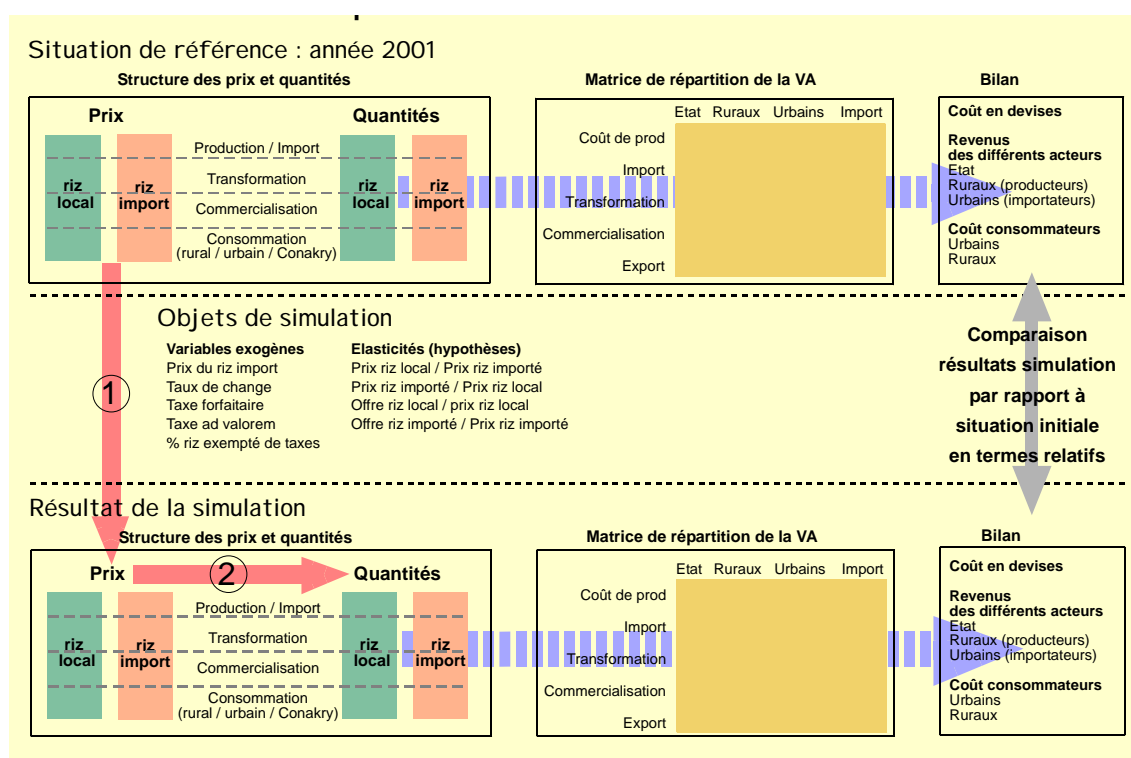 Situation de référence : année 2001
Structure des prix et quantités
Matrice de répartition de la VA
Bilan
Prix
Quantités
riz
local
riz
import
Production / Import
Transformation
Commercialisation
Consommation
(rural / urbain / Conakry)
riz
local
riz
import
Etat Ruraux Urbains Import
Coût de prod
Import
Transformation
Commercialisation
Export
Coût en devises
Revenus
des différents acteurs
Etat
Ruraux (producteurs)
Urbains (importateurs)
Coût consommateurs
Urbains
Ruraux
Objets de simulation
Variables exogènes
Prix du riz import
Taux de change
Taxe forfaitaire
Taxe ad valorem
% riz exempté de taxes
Elasticités (hypothèses)
Prix riz local / Prix riz importé
Prix riz importé / Prix riz local
Offre riz local / prix riz local
Offre riz importé / Prix riz importé
1
Comparaison
résultats simulation
par rapport à
situation initiale
en termes relatifs
Résultat de la simulation
Structure des prix et quantités
Matrice de répartition de la VA
Bilan
Prix
2
Quantités
riz
local
riz
import
Production / Import
Transformation
Commercialisation
Consommation
(rural / urbain / Conakry)
riz
local
riz
import
Etat Ruraux Urbains Import
Coût de prod
Import
Transformation
Commercialisation
Export
Coût en devises
Revenus
des différents acteurs
Etat
Ruraux (producteurs)
Urbains (importateurs)
Coût consommateurs
Urbains
Ruraux